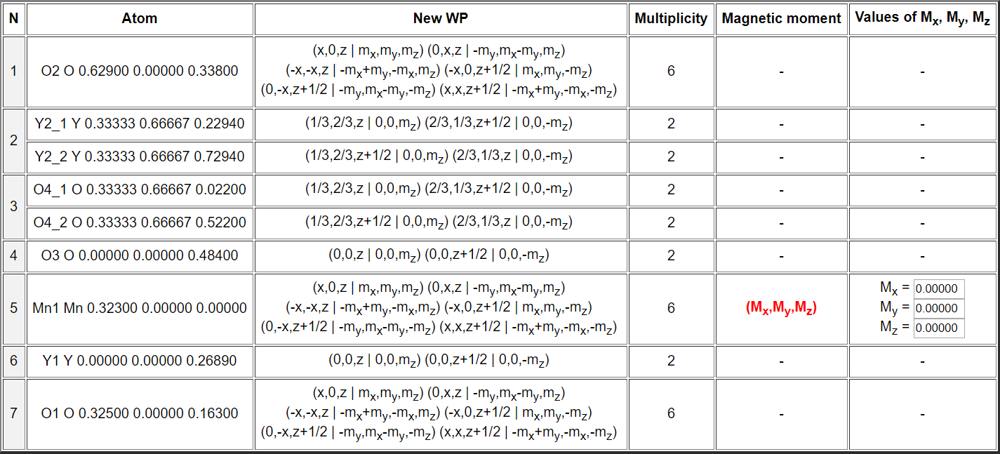 N Atom New WP Multiplicity Magnetic moment Values of Mx, My, Mz
1 O2 O 0.62900 0.00000 0.33800 (x,0,z | mx,my,mz) (0,x,z | -my,mx-my,mz)
(-x,-x,z | -mx+my,-mx,mz) (-x,0,z+1/2 | mx,my,-mz)
(0,-x,z+1/2 | -my,mx-my,-mz) (x,x,z+1/2 | -mx+my,-mx,-mz) 6 - -
2 Y2_1 Y 0.33333 0.66667 0.22940 (1/3,2/3,z | 0,0,mz) (2/3,1/3,z+1/2 | 0,0,-mz) 2 - -
Y2_2 Y 0.33333 0.66667 0.72940 (1/3,2/3,z+1/2 | 0,0,mz) (2/3,1/3,z | 0,0,-mz) 2 - -
3 O4_1 O 0.33333 0.66667 0.02200 (1/3,2/3,z | 0,0,mz) (2/3,1/3,z+1/2 | 0,0,-mz) 2 - -
O4_2 O 0.33333 0.66667 0.52200 (1/3,2/3,z+1/2 | 0,0,mz) (2/3,1/3,z | 0,0,-mz) 2 - -
4 O3 O 0.00000 0.00000 0.48400 (0,0,z | 0,0,mz) (0,0,z+1/2 | 0,0,-mz) 2 - -
5 Mn1 Mn 0.32300 0.00000 0.00000 (x,0,z | mx,my,mz) (0,x,z | -my,mx-my,mz)
(-x,-x,z | -mx+my,-mx,mz) (-x,0,z+1/2 | mx,my,-mz)
(0,-x,z+1/2 | -my,mx-my,-mz) (x,x,z+1/2 | -mx+my,-mx,-mz) 6 (Mx,My,Mz)
Mx = 0.00000
My = 0.00000
Mz = 0.00000
6 Y1 Y 0.00000 0.00000 0.26890 (0,0,z | 0,0,mz) (0,0,z+1/2 | 0,0,-mz) 2 - -
7 O1 O 0.32500 0.00000 0.16300 (x,0,z | mx,my,mz) (0,x,z | -my,mx-my,mz)
(-x,-x,z | -mx+my,-mx,mz) (-x,0,z+1/2 | mx,my,-mz)
(0,-x,z+1/2 | -my,mx-my,-mz) (x,x,z+1/2 | -mx+my,-mx,-mz) 6 - -